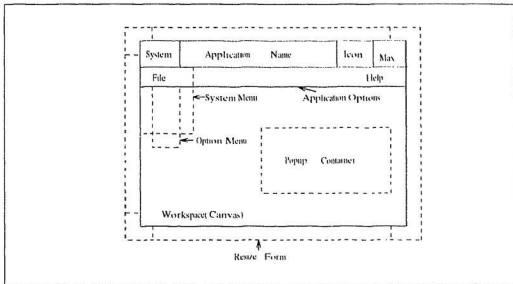 System Application Name Icon Max
File Help
System Menu Application Options
Option Menu
Popup Container
Workspace(Canvas)
Resize Form